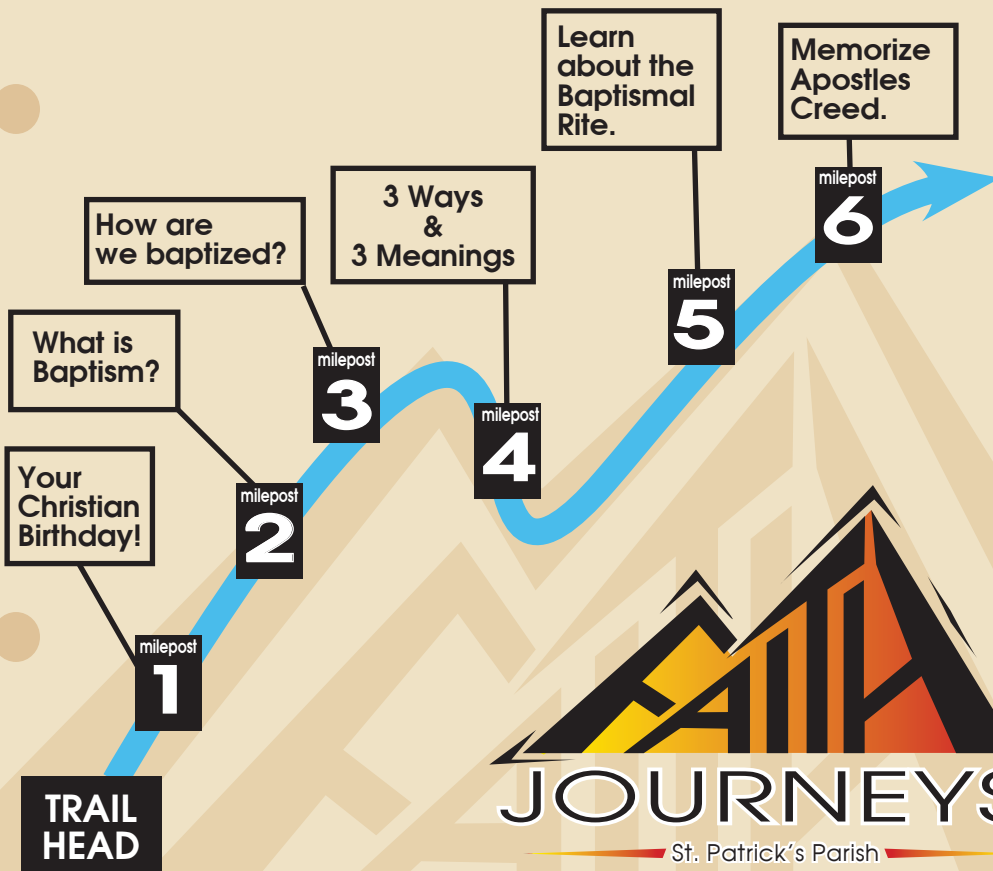 Learn
about the
Baptismal
Rite.
Memorize
Apostles
Creed.
milepost
6
How are
we baptized?
3 Ways
&
3 Meanings
milepost
5
What is
Baptism?
milepost
3
milepost
4
Your
Christian
Birthday!
milepost
2
milepost
1
TRAIL
HEAD
FAITH
JOURNEYS
St. Patrick's Parish